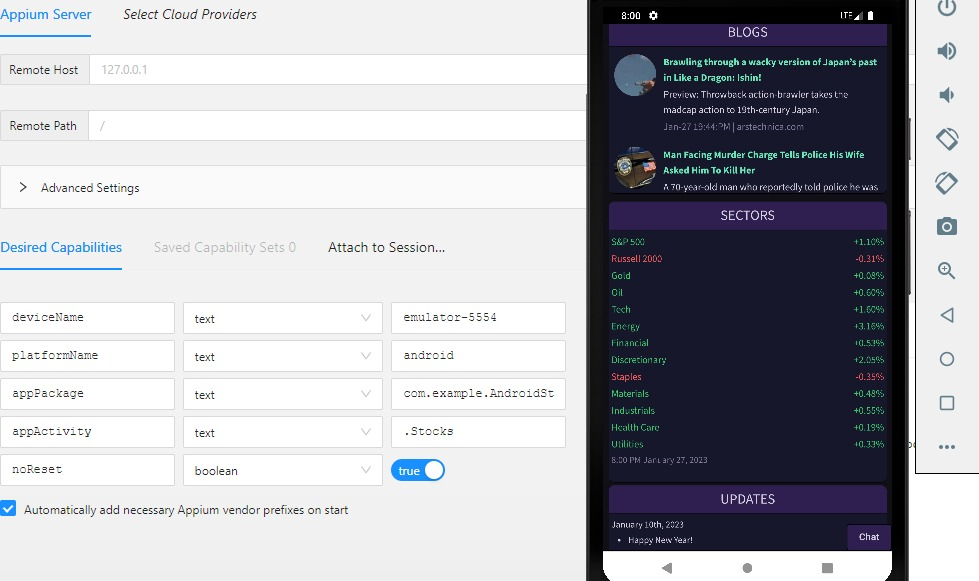 Appium Server
Select Cloud Providers
Remote Host
127.0.0.1
Remote Path
/
Advanced Settings
Desired Capabilities
Saved Capability Sets 0
Attach to Session...
deviceName
text
emulator-5554
platformName
text
android
appPackage
text
com.example.AndroidSt
appActivity
text
.Stocks
noReset
boolean
true
Automatically add necessary Appium vendor prefixes on start
8:00
LTE
BLOGS
Brawling through a wacky version of Japan's past
in Like a Dragon: Ishin!
Preview: Throwback action-brawler takes the
madcap action to 19th-century Japan.
Jan-27 19:44:PM | arstechnica.com
Man Facing Murder Charge Tells Police His Wife
Asked Him To Kill Her
A 70-year-old man who reportedly told police he was
SECTORS
S&P 500 +1.10%
Russell 2000 -0.31%
Gold +0.08%
Oil +0.60%
Tech +1.60%
Energy +3.16%
Financial +0.53%
Discretionary +2.05%
Staples -0.35%
Materials +0.48%
Industrials +0.55%
Health Care +0.19%
Utilities +0.33%
8:00 PM January 27, 2023
UPDATES
January 10th, 2023
• Happy New Year!
Chat